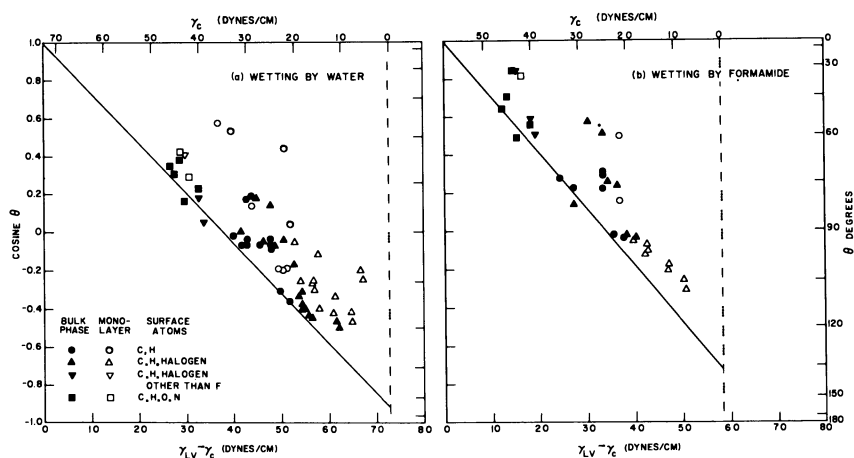 γc (DYNES/CM)
70 60 50 40 30 20 10 0
(a) WETTING BY WATER
COSINE θ
1.0
0.8
0.6
0.4
0.2
0
-0.2
-0.4
-0.6
-0.8
-1.0
BULK PHASE MONO-LAYER SURFACE ATOMS
C, H
C, H, HALOGEN
C, H, HALOGEN
OTHER THAN F
C, H, O, N
0 10 20 30 40 50 60 70 80
γLV-γc (DYNES/CM)
γc (DYNES/CM)
50 40 30 20 10 0
(b) WETTING BY FORMAMIDE
0
30
60
90
120
150
180
θ DEGREES
0 10 20 30 40 50 60 70 80
γLV-γc (DYNES/CM)